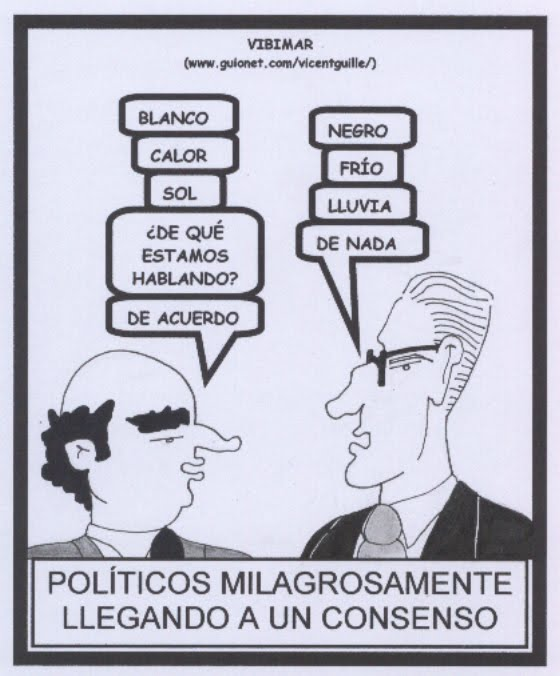 VIBIMAR
(www.guionet.com/vicentguille/)
BLANCO
NEGRO
CALOR
FRÍO
SOL
LLUVIA
¿DE QUÉ
ESTAMOS
HABLANDO?
DE NADA
DE ACUERDO
POLÍTICOS MILAGROSAMENTE
LLEGANDO A UN CONSENSO